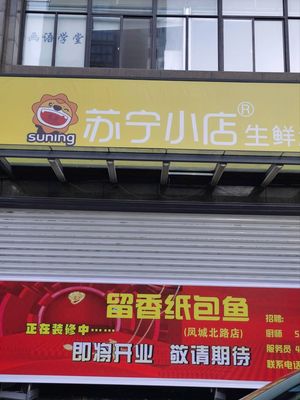 画语学堂
suning
苏宁小店® 生鲜
留香纸包鱼
正在装修中……
(凤城北路店)
即将开业 敬请期待
招聘:
厨师 5
服务员 4
联系电话